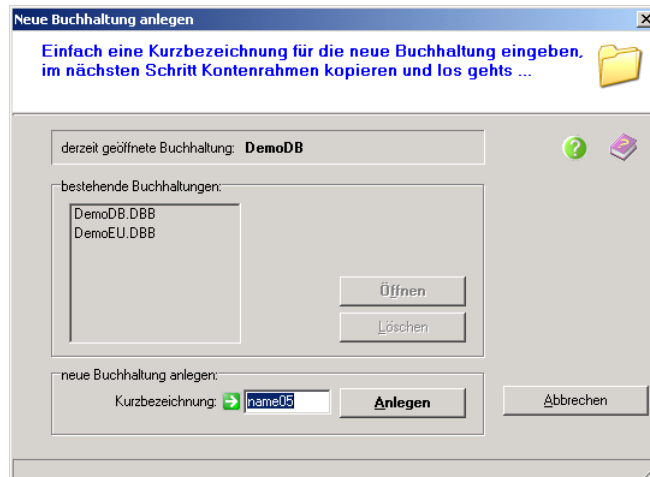 Neue Buchhaltung anlegen
Einfach eine Kurzbezeichnung für die neue Buchhaltung eingeben,
im nächsten Schritt Kontenrahmen kopieren und los gehts ...
derzeit geöffnete Buchhaltung: DemoDB
bestehende Buchhaltungen:
DemoDB.DBB
DemoEU.DBB
Öffnen
Löschen
neue Buchhaltung anlegen:
Kurzbezeichnung: name05 Anlegen Abbrechen